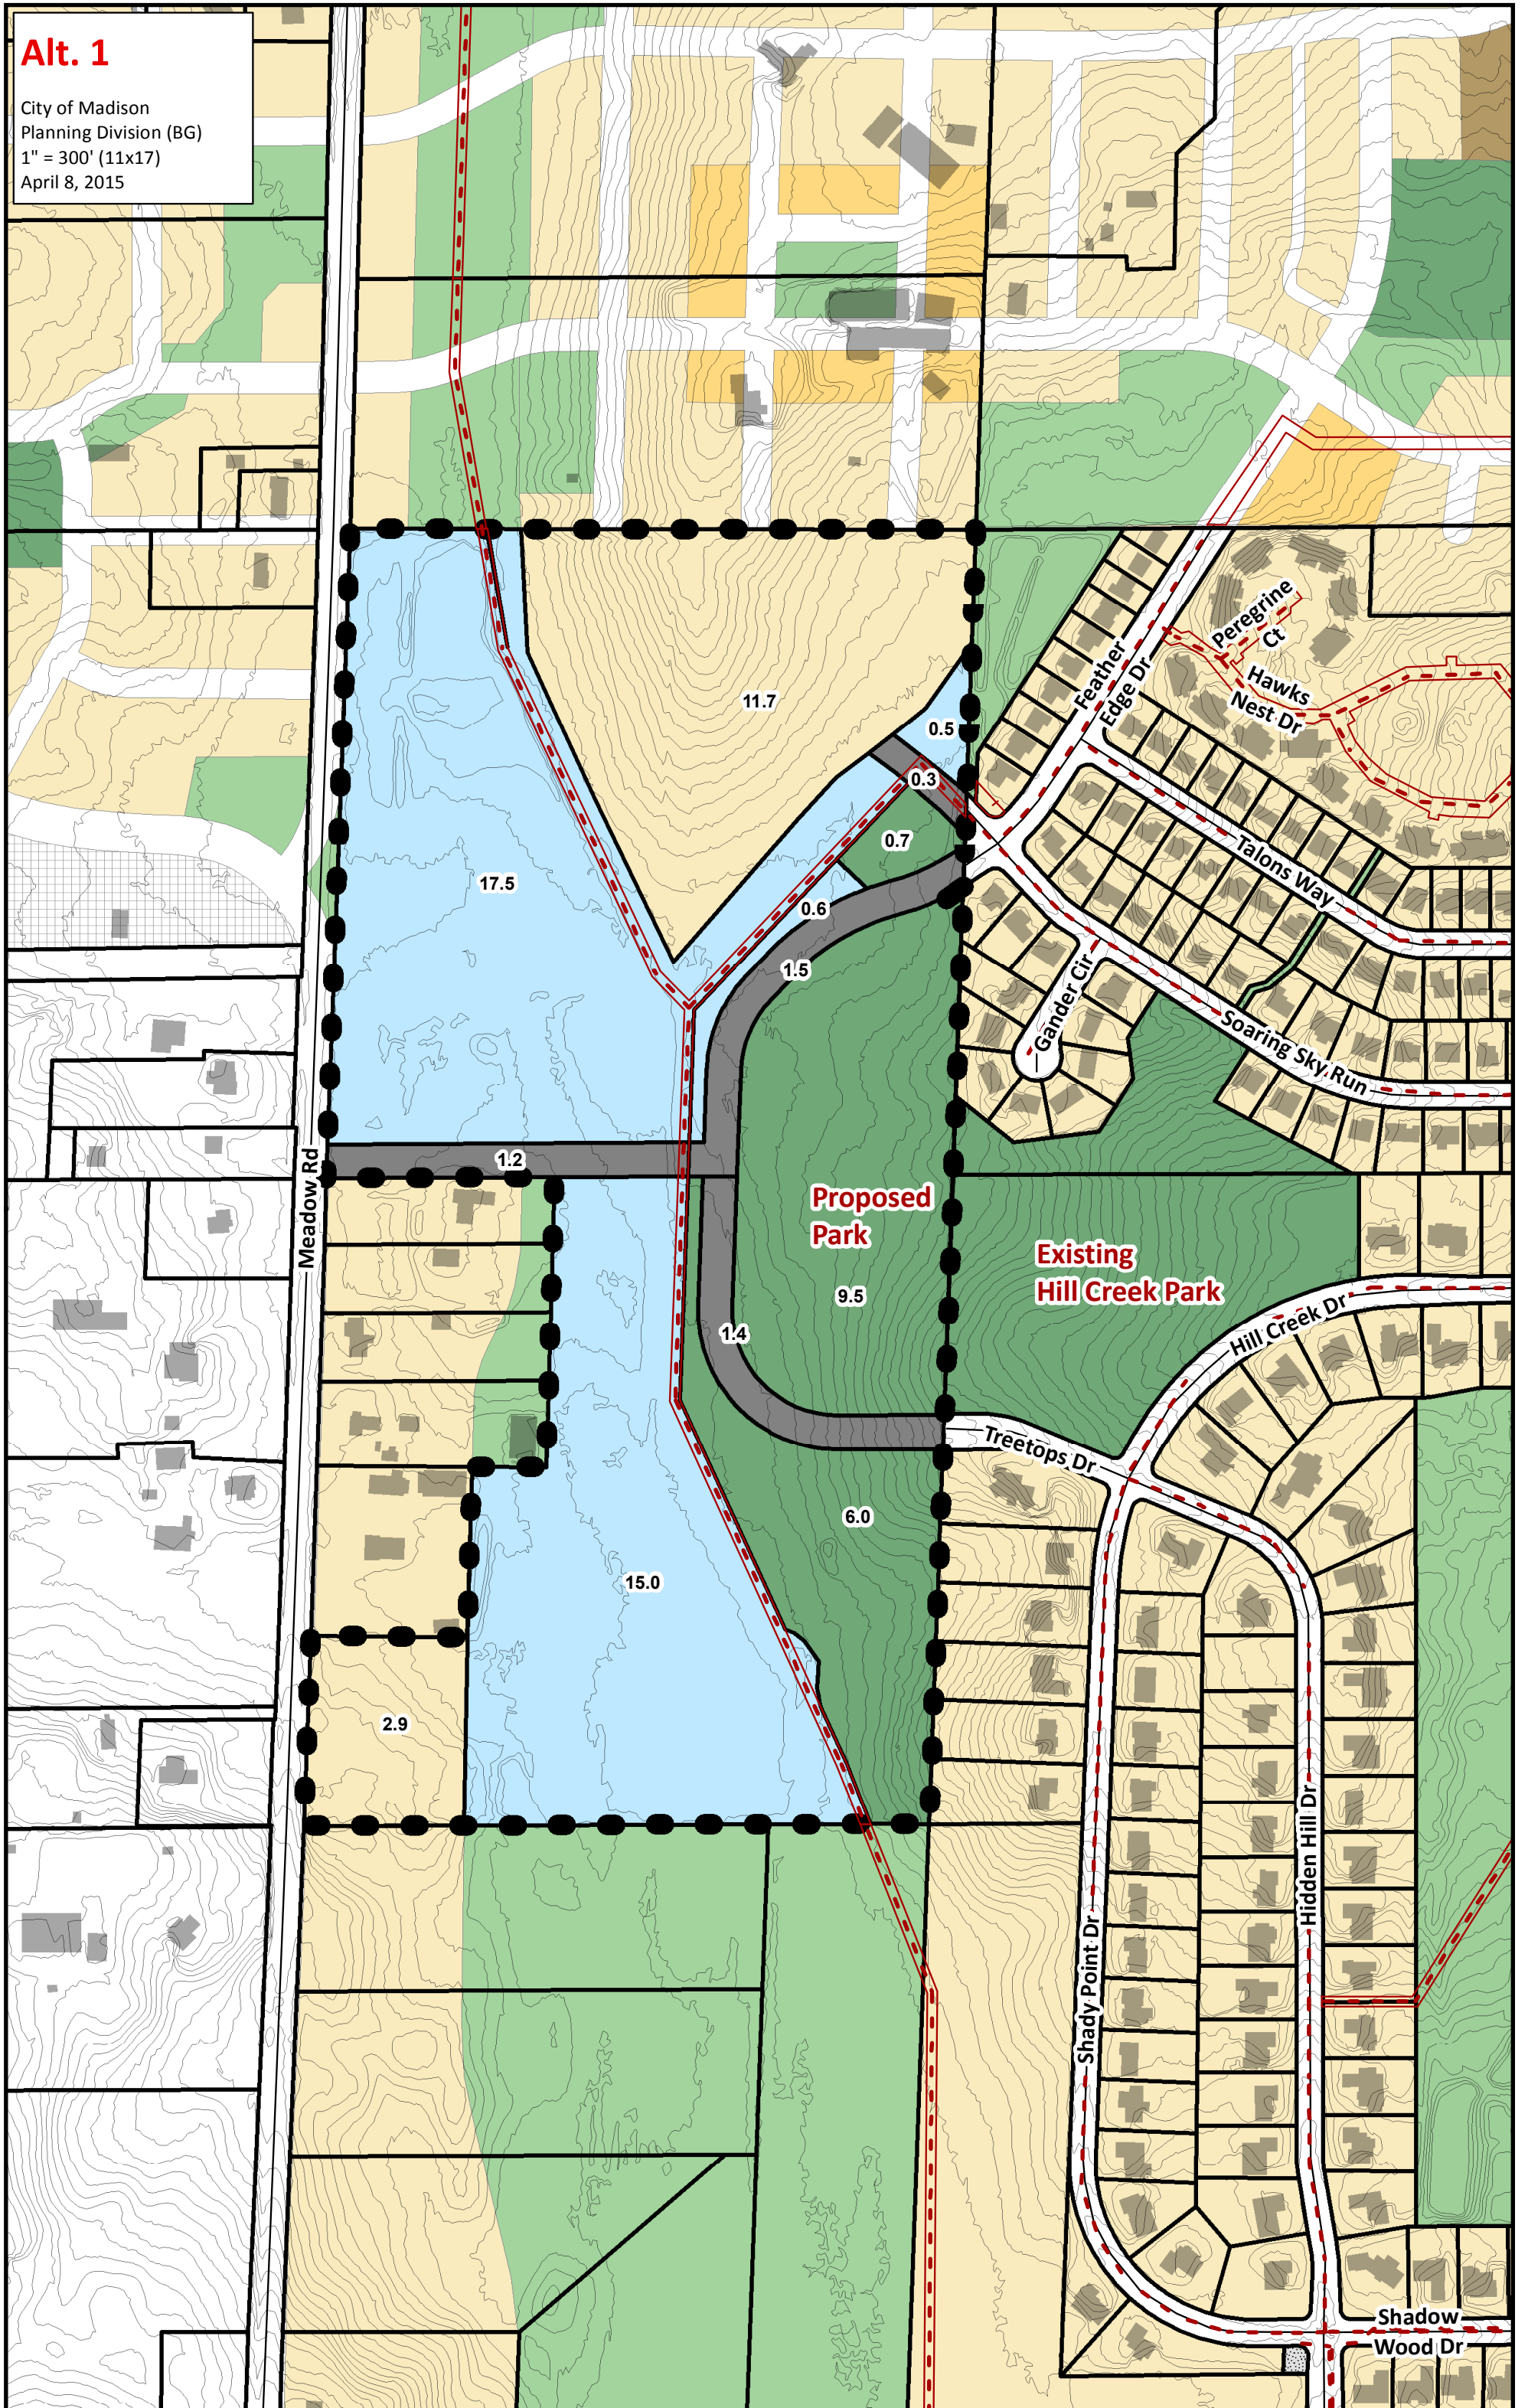 Alt. 1
City of Madison
Planning Division (BG)
1" = 300' (11x17)
April 8, 2015
Peregrine
Ct
Feather
Edge Dr
Hawks
Nest Dr
11.7
0.5
0.3
0.7
Talons Way
17.5
0.6
1.5
Gander Cir
Soaring Sky Run
1.2
Meadow Rd
Proposed
Park
Existing
Hill Creek Park
9.5
Hill Creek Dr
1.4
Treetops Dr
6.0
15.0
2.9
Hidden Hill Dr
Shady Point Dr
Shadow
Wood Dr